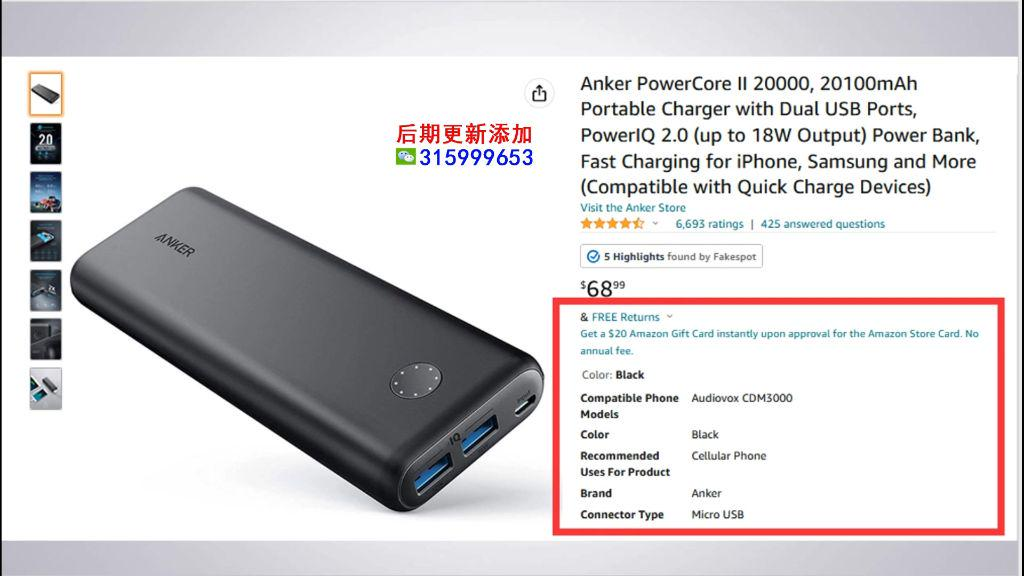 后期更新添加
315999653
ANKER
IQ
2.0
Anker PowerCore II 20000, 20100mAh
Portable Charger with Dual USB Ports,
PowerIQ 2.0 (up to 18W Output) Power Bank,
Fast Charging for iPhone, Samsung and More
(Compatible with Quick Charge Devices)
Visit the Anker Store
6,693 ratings | 425 answered questions
5 Highlights found by Fakespot
$68.99
& FREE Returns
Get a $20 Amazon Gift Card instantly upon approval for the Amazon Store Card. No
annual fee.
Color: Black
Compatible Phone Models Audiovox CDM3000
Color Black
Recommended Uses For Product Cellular Phone
Brand Anker
Connector Type Micro USB